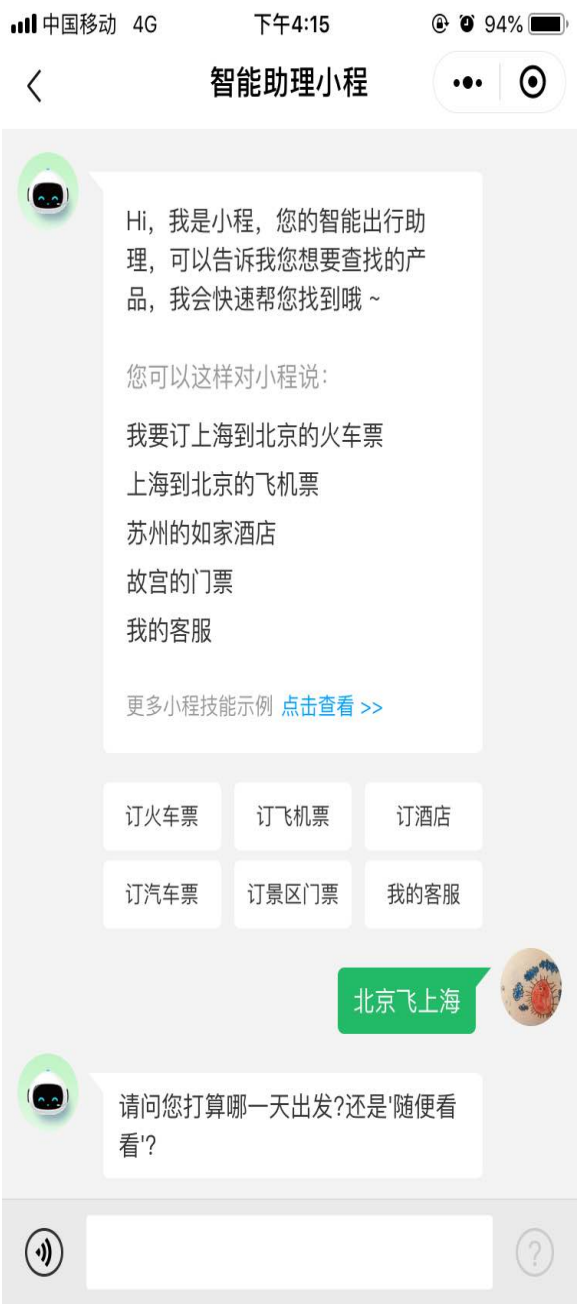 中国移动 4G 下午4:15 94%
智能助理小程
Hi，我是小程，您的智能出行助
理，可以告诉我您想要查找的产
品，我会快速帮您找到哦 ~
您可以这样对小程说：
我要订上海到北京的火车票
上海到北京的飞机票
苏州的如家酒店
故宫的门票
我的客服
更多小程技能示例 点击查看 >>
订火车票 订飞机票 订酒店
订汽车票 订景区门票 我的客服
北京飞上海
请问您打算哪一天出发?还是'随便看
看'?
?